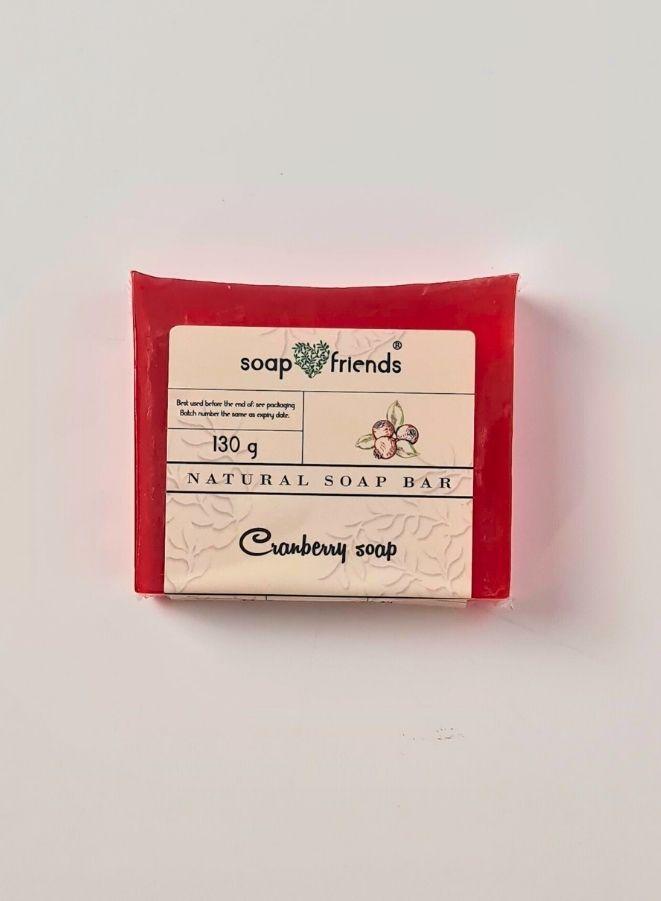 soap friends®
Best used before the end of: see packaging
Batch number the same as expiry date.
130 g
NATURAL SOAP BAR
Cranberry soap